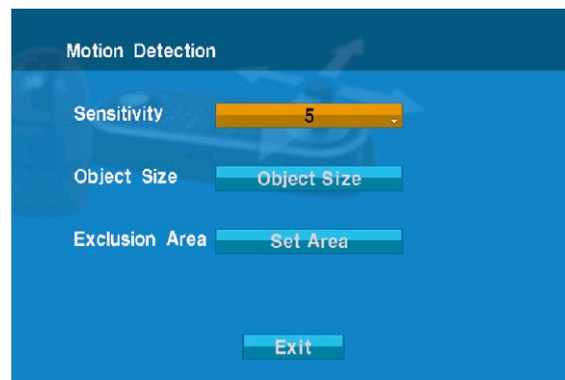 Motion Detection
Sensitivity 5
Object Size Object Size
Exclusion Area Set Area
Exit